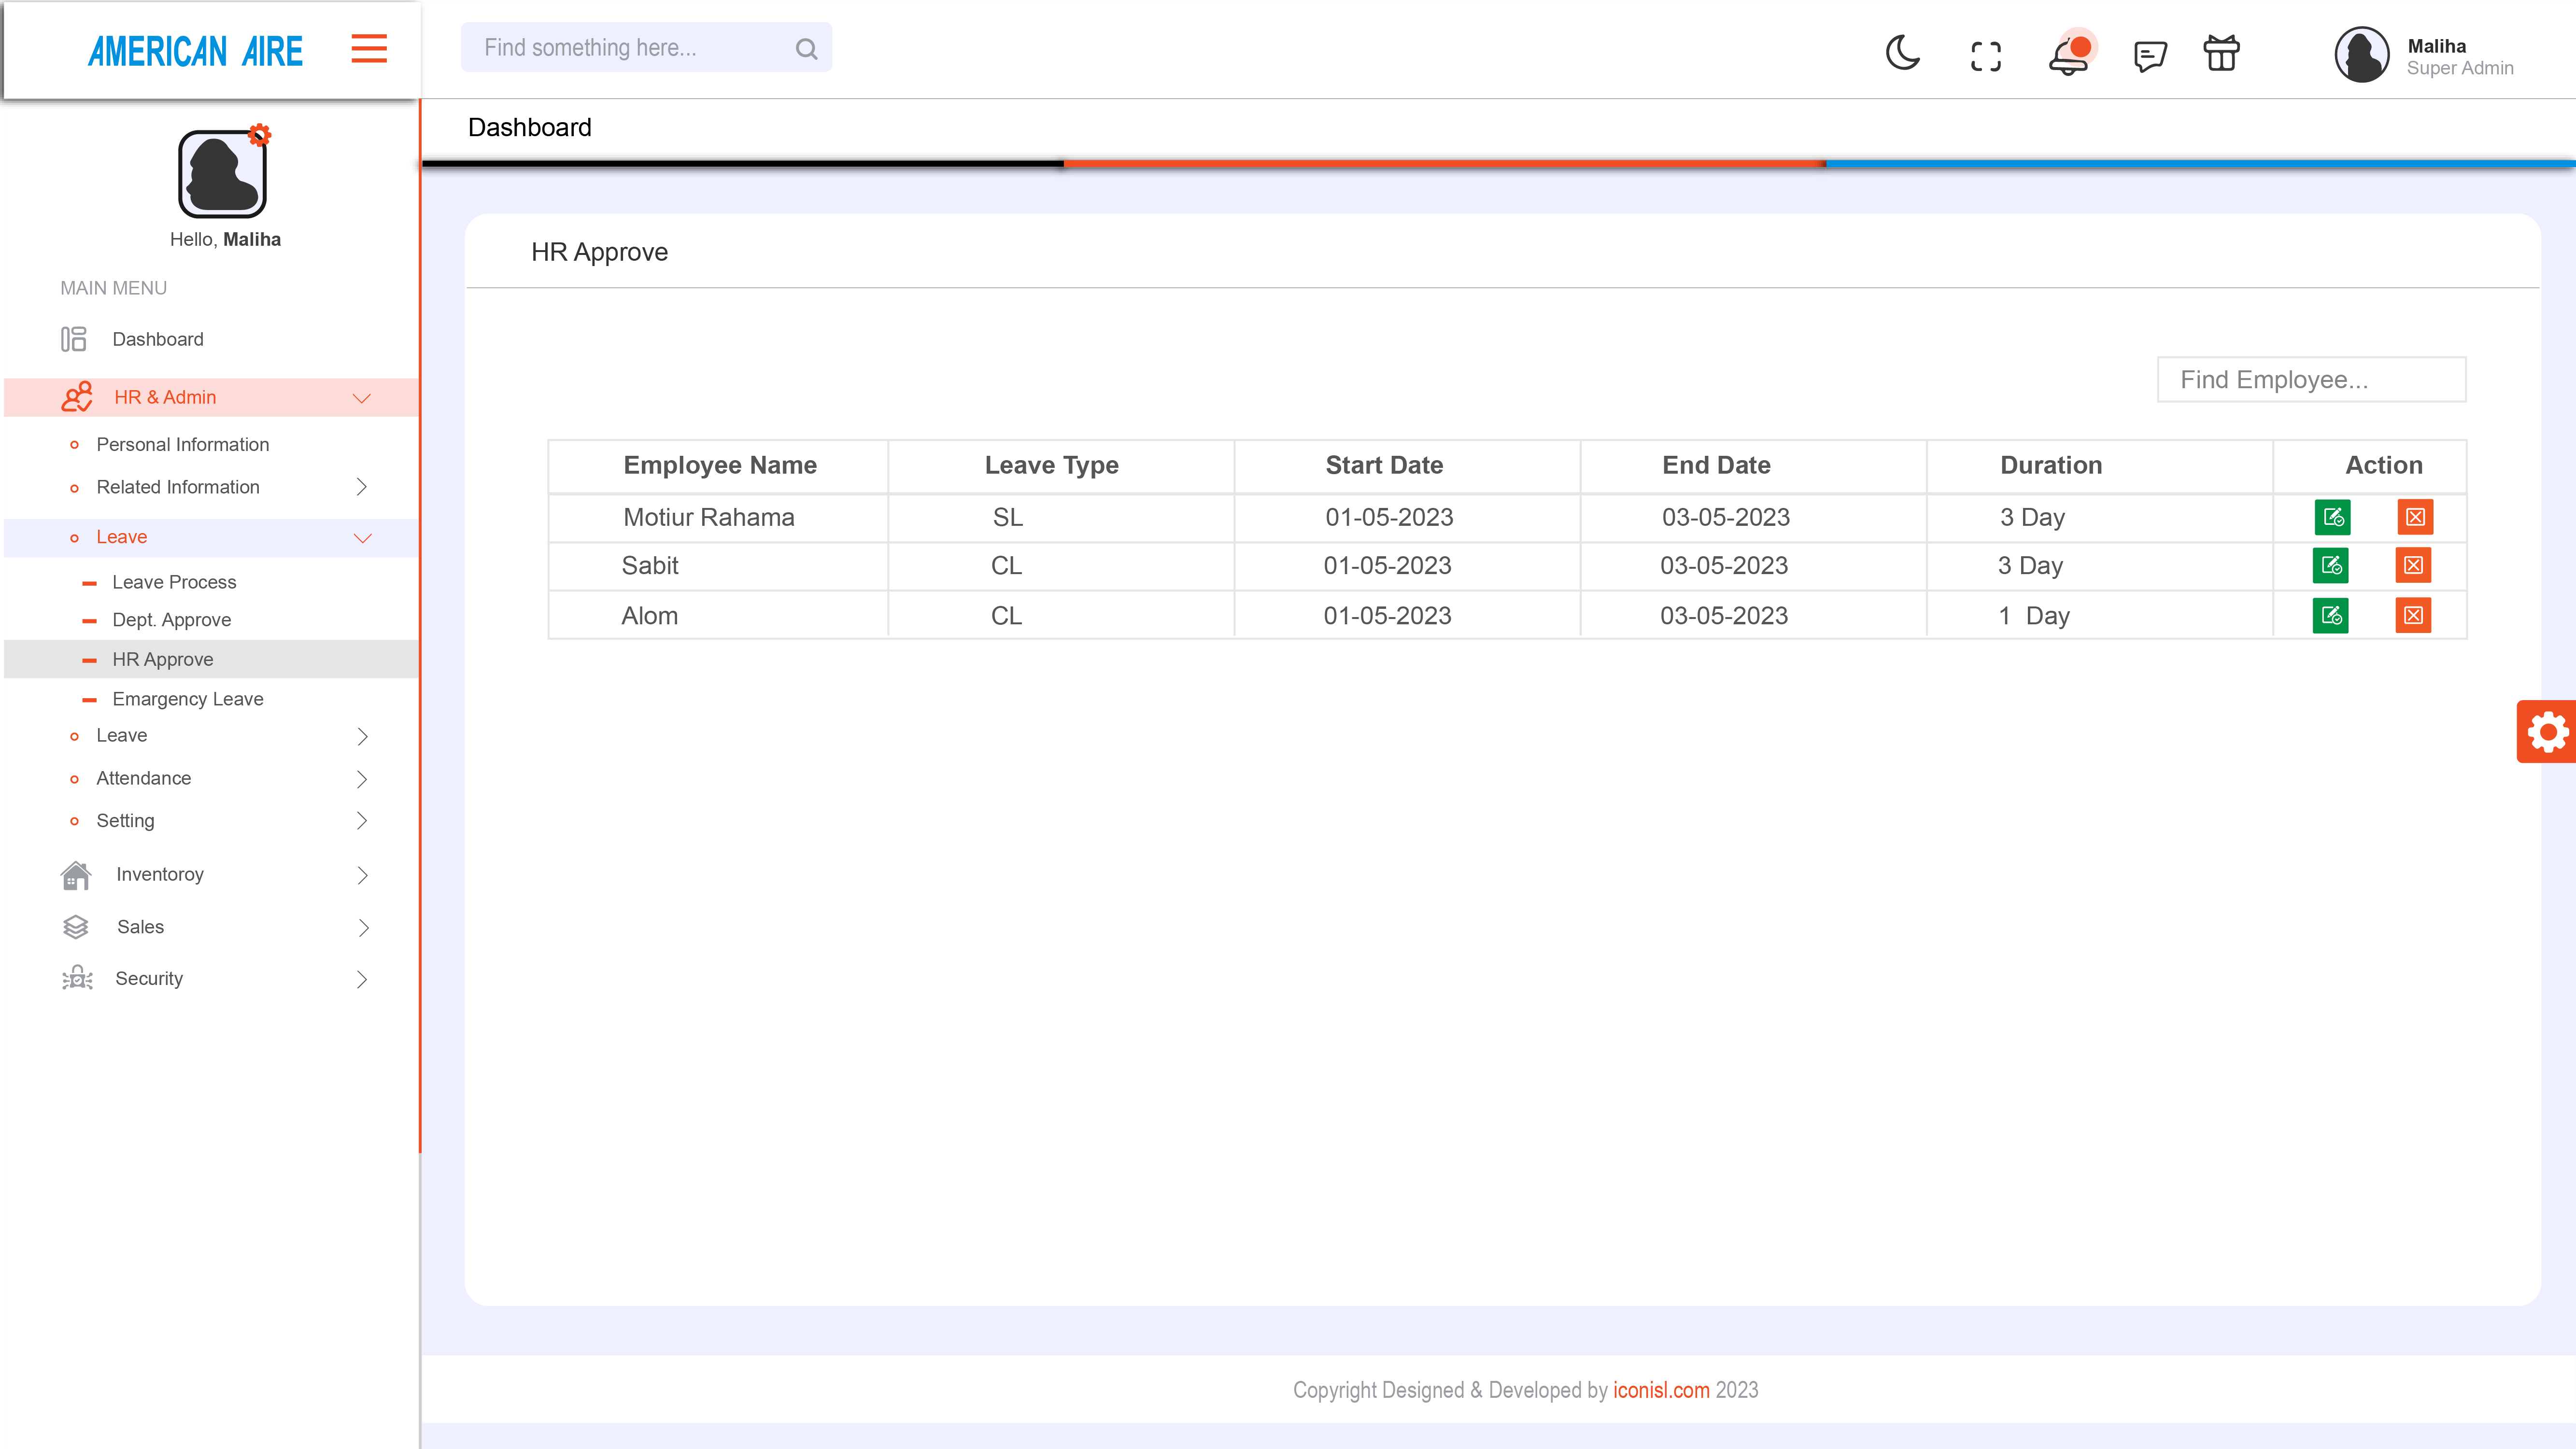 AMERICAN AIRE
Find something here...
Maliha
Super Admin
Dashboard
Hello, Maliha
MAIN MENU
Dashboard
HR & Admin
Personal Information
Related Information
Leave
Leave Process
Dept. Approve
HR Approve
Emargency Leave
Leave
Attendance
Setting
Inventoroy
Sales
Security
HR Approve
Find Employee...
Employee Name Leave Type Start Date End Date Duration Action
Motiur Rahama SL 01-05-2023 03-05-2023 3 Day
Sabit CL 01-05-2023 03-05-2023 3 Day
Alom CL 01-05-2023 03-05-2023 1 Day
Copyright Designed & Developed by iconisl.com 2023